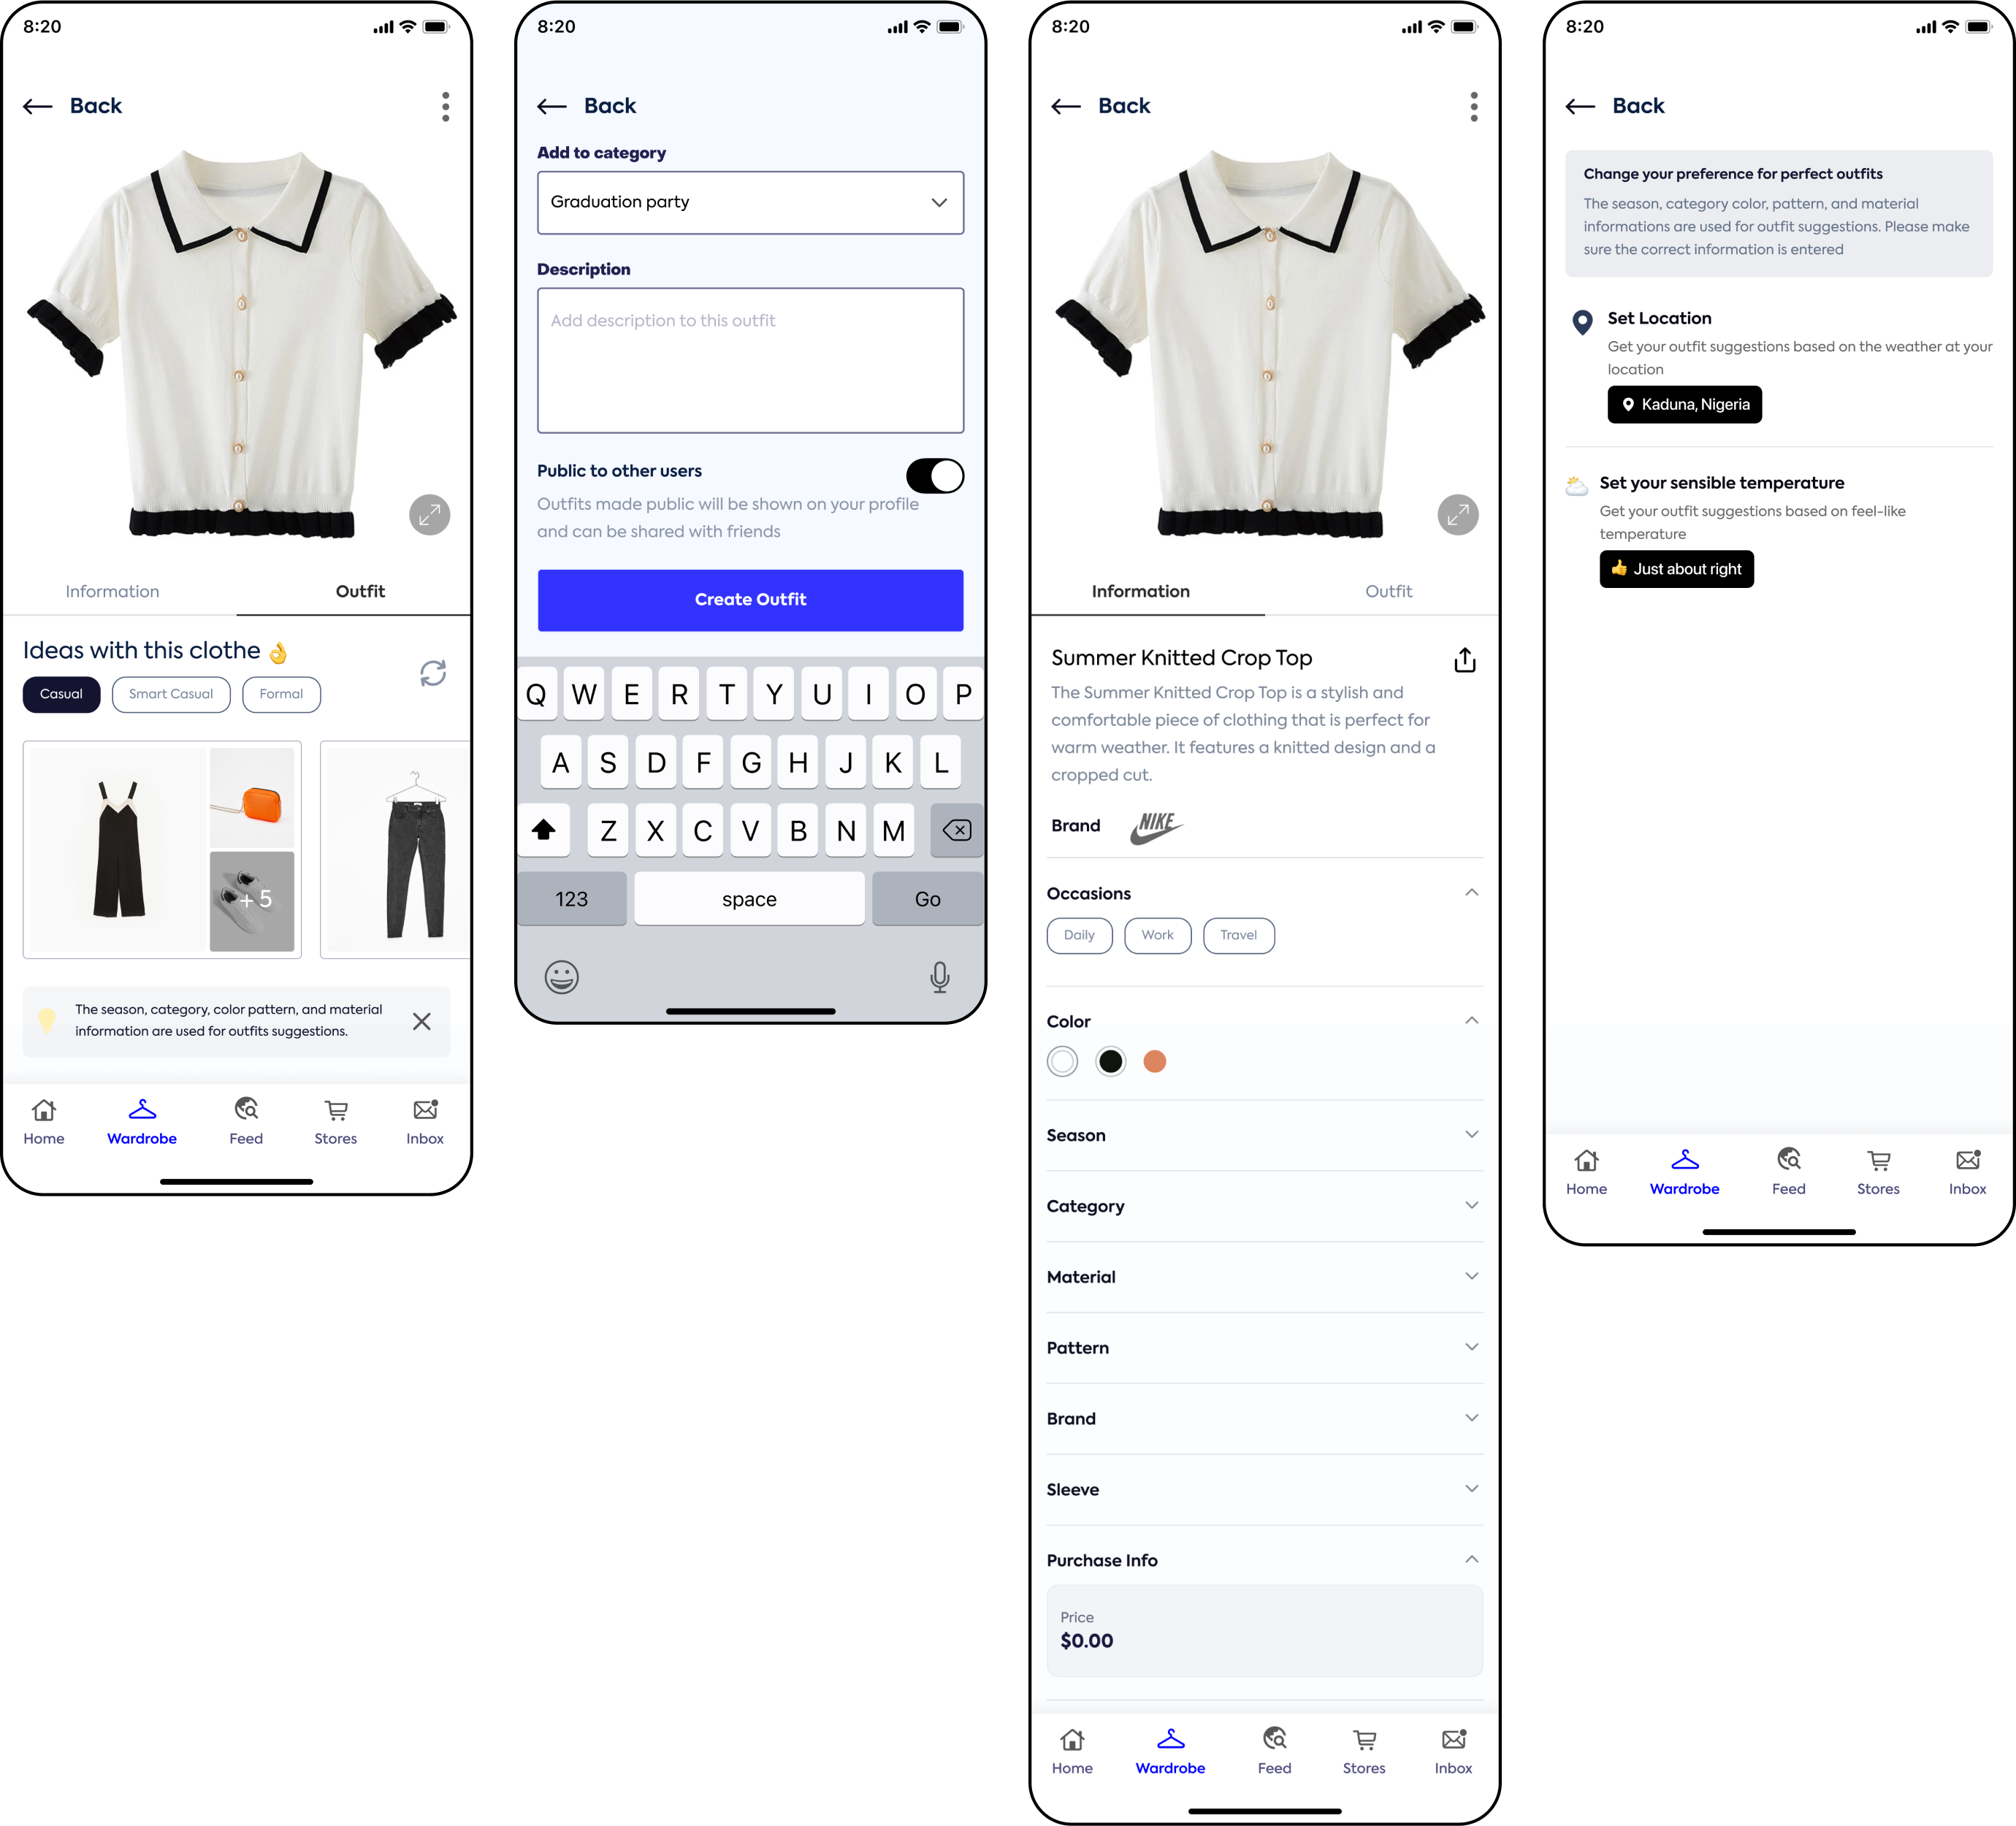 8:20
Back
Information
Outfit
Ideas with this clothe 👌
Casual
Smart Casual
Formal
+ 5
The season, category, color pattern, and material
information are used for outfits suggestions.
Home
Wardrobe
Feed
Stores
Inbox
8:20
Back
Add to category
Graduation party
Description
Add description to this outfit
Public to other users
Outfits made public will be shown on your profile
and can be shared with friends
Create Outfit
Q W E R T Y U I O P
A S D F G H J K L
Z X C V B N M
123
space
Go
8:20
Back
Information
Outfit
Summer Knitted Crop Top
The Summer Knitted Crop Top is a stylish and
comfortable piece of clothing that is perfect for
warm weather. It features a knitted design and a
cropped cut.
Brand
NIKE
Occasions
Daily
Work
Travel
Color
Season
Category
Material
Pattern
Brand
Sleeve
Purchase Info
Price
$0.00
Home
Wardrobe
Feed
Stores
Inbox
8:20
Back
Change your preference for perfect outfits
The season, category color, pattern, and material
informations are used for outfit suggestions. Please make
sure the correct information is entered
Set Location
Get your outfit suggestions based on the weather at your
location
Kaduna, Nigeria
Set your sensible temperature
Get your outfit suggestions based on feel-like
temperature
👍 Just about right
Home
Wardrobe
Feed
Stores
Inbox